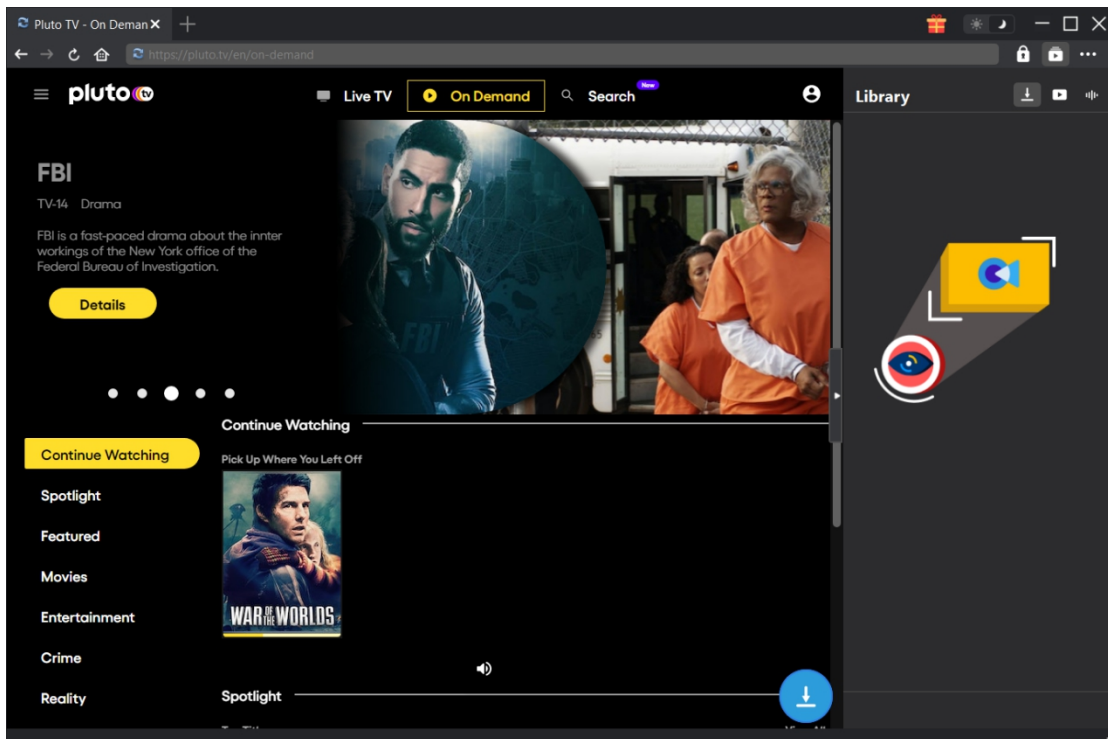 Pluto TV - On Deman
https://pluto.tv/en/on-demand
pluto tv
Live TV
On Demand
Search
New
Library
FBI
TV-14 Drama
FBI is a fast-paced drama about the innter
workings of the New York office of the
Federal Bureau of Investigation.
Details
FBI
Continue Watching
Continue Watching
Pick Up Where You Left Off
Spotlight
Featured
Movies
WAR OF THE WORLDS
Entertainment
Crime
Reality
Spotlight